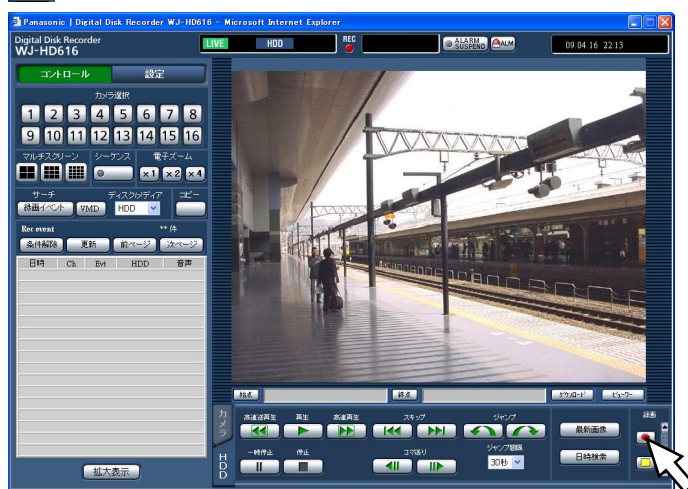 Panasonic | Digital Disk Recorder WJ-HD616 - Microsoft Internet Explorer
Digital Disk Recorder
WJ-HD616
LIVE HDD REC ALARM SUSPEND ALM 09.04.16 22:13
コントロール 設定
カメラ選択
1 2 3 4 5 6 7 8
9 10 11 12 13 14 15 16
マルチスクリーン シーケンス 電子ズーム
×1 ×2 ×4
サーチ ディスク/メディア コピー
録画イベント VMD HDD
Rec event ** 件
条件解除 更新 前ページ 次ページ
日時 Ch Evt HDD 音声
拡大表示
始点 終点 ダウンロード ビューワー
カメラ
HDD
高速逆再生 再生 高速再生 スキップ ジャンプ 録画
最新画像
一時停止 停止 コマ送り ジャンプ間隔
30秒 日時検索